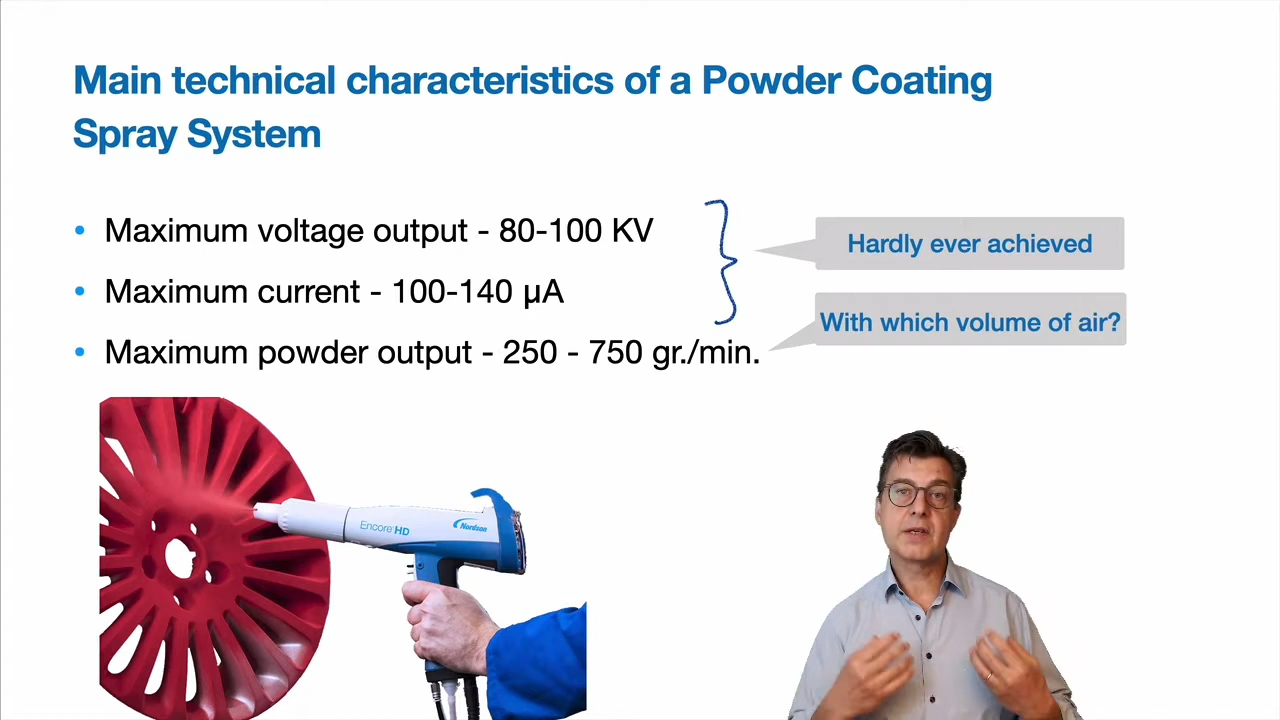 Main technical characteristics of a Powder Coating
Spray System
• Maximum voltage output - 80-100 KV
Hardly ever achieved
• Maximum current - 100-140 µA
With which volume of air?
• Maximum powder output - 250 - 750 gr./min.
Encore HD
Nordson